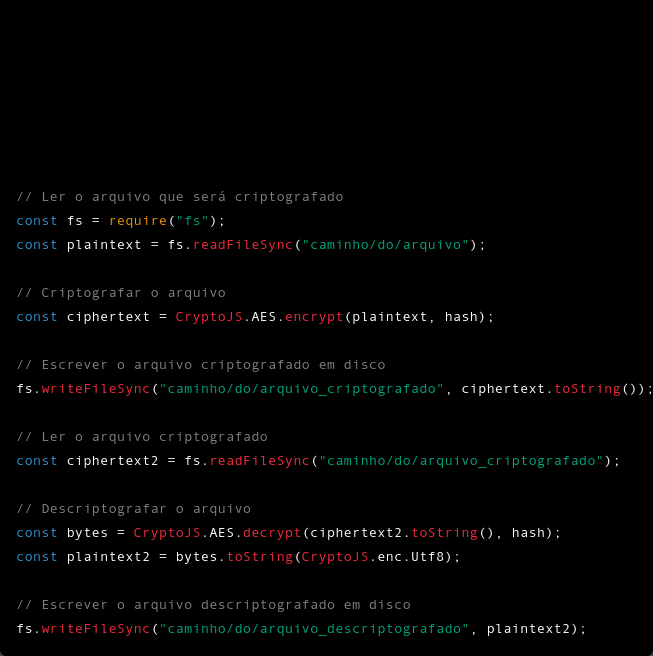 // Ler o arquivo que será criptografado
const fs = require("fs");
const plaintext = fs.readFileSync("caminho/do/arquivo");
// Criptografar o arquivo
const ciphertext = CryptoJS.AES.encrypt(plaintext, hash);
// Escrever o arquivo criptografado em disco
fs.writeFileSync("caminho/do/arquivo_criptografado", ciphertext.toString());
// Ler o arquivo criptografado
const ciphertext2 = fs.readFileSync("caminho/do/arquivo_criptografado");
// Descriptografar o arquivo
const bytes = CryptoJS.AES.decrypt(ciphertext2.toString(), hash);
const plaintext2 = bytes.toString(CryptoJS.enc.Utf8);
// Escrever o arquivo descriptografado em disco
fs.writeFileSync("caminho/do/arquivo_descriptografado", plaintext2);